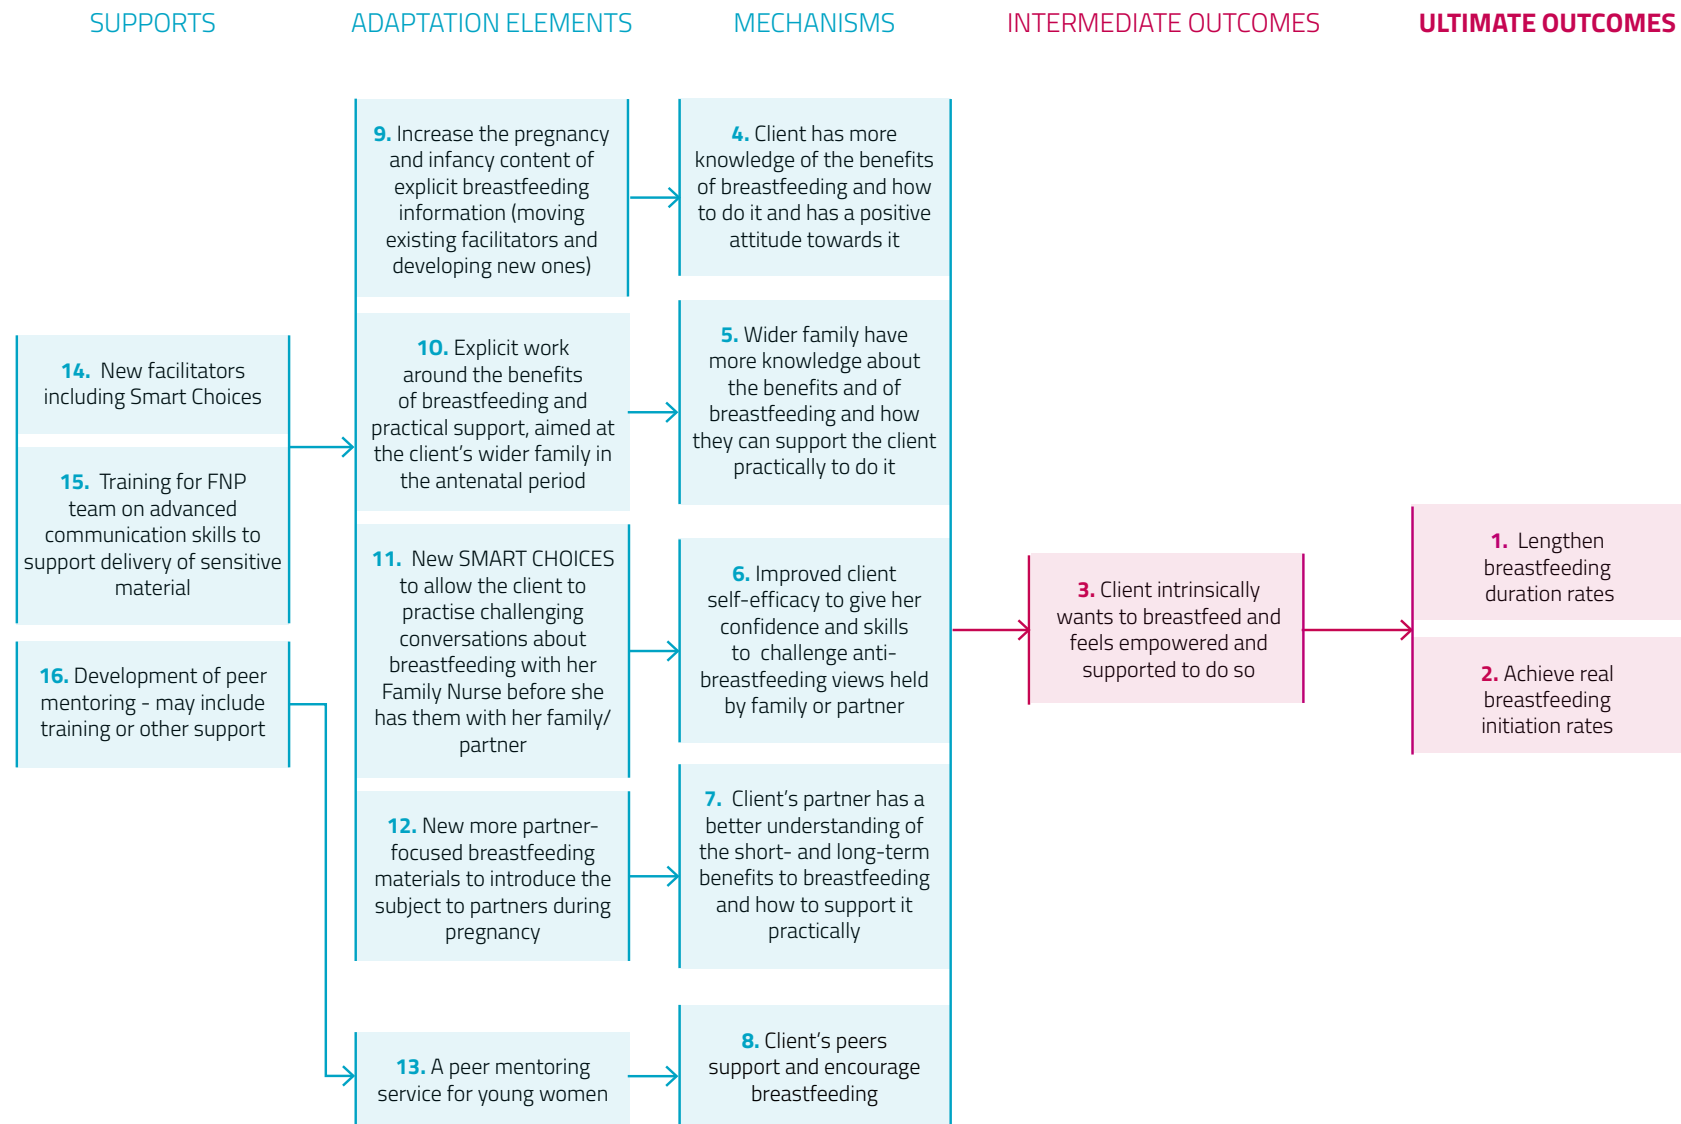 SUPPORTS
ADAPTATION ELEMENTS
MECHANISMS
INTERMEDIATE OUTCOMES
ULTIMATE OUTCOMES
14. New facilitators
including Smart Choices
15. Training for FNP
team on advanced
communication skills to
support delivery of sensitive
material
16. Development of peer
mentoring - may include
training or other support
9. Increase the pregnancy
and infancy content of
explicit breastfeeding
information (moving
existing facilitators and
developing new ones)
10. Explicit work
around the benefits
of breastfeeding and
practical support, aimed at
the client's wider family in
the antenatal period
11. New SMART CHOICES
to allow the client to
practise challenging
conversations about
breastfeeding with her
Family Nurse before she
has them with her family/
partner
12. New more partner-
focused breastfeeding
materials to introduce the
subject to partners during
pregnancy
13. A peer mentoring
service for young women
4. Client has more
knowledge of the benefits
of breastfeeding and how
to do it and has a positive
attitude towards it
5. Wider family have
more knowledge about
the benefits and of
breastfeeding and how
they can support the client
practically to do it
6. Improved client
self-efficacy to give her
confidence and skills
to challenge anti-
breastfeeding views held
by family or partner
7. Client's partner has a
better understanding of
the short- and long-term
benefits to breastfeeding
and how to support it
practically
8. Client's peers
support and encourage
breastfeeding
3. Client intrinsically
wants to breastfeed and
feels empowered and
supported to do so
1. Lengthen
breastfeeding
duration rates
2. Achieve real
breastfeeding
initiation rates